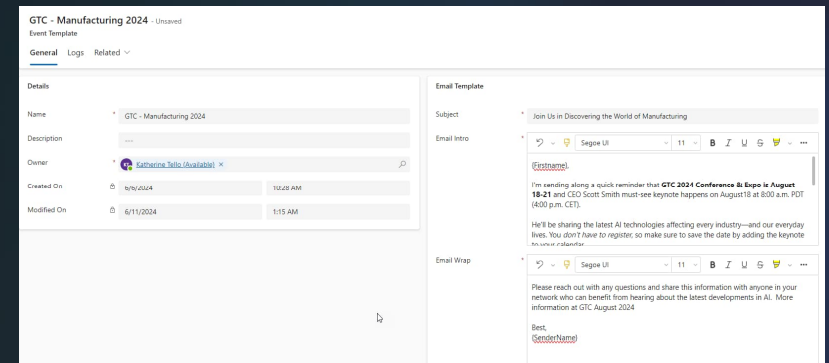 GTC - Manufacturing 2024 - Unsaved
Event Template
General Logs Related
Details
Name * GTC - Manufacturing 2024
Description ---
Owner * Katherine Tello (Available) ×
Created On 6/6/2024 10:28 AM
Modified On 6/11/2024 1:15 AM
Email Template
Subject * Join Us in Discovering the World of Manufacturing
Email Intro * Segoe UI 11 B I U S
{Firstname},
I'm sending along a quick reminder that GTC 2024 Conference & Expo is August
18-21 and CEO Scott Smith must-see keynote happens on August18 at 8:00 a.m. PDT
(4:00 p.m. CET).
He'll be sharing the latest AI technologies affecting every industry—and our everyday
lives. You don't have to register, so make sure to save the date by adding the keynote
to your calendar
Email Wrap * Segoe UI 11 B I U S
Please reach out with any questions and share this information with anyone in your
network who can benefit from hearing about the latest developments in AI. More
information at GTC August 2024
Best,
{SenderName}